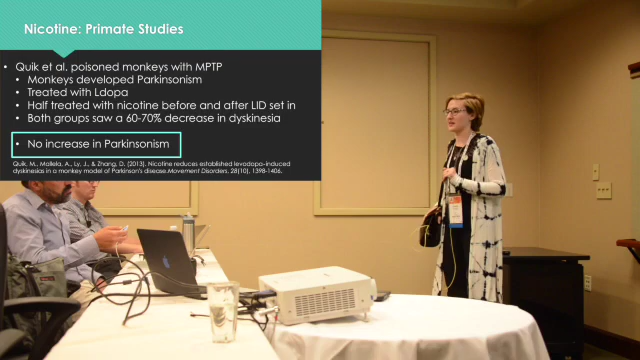 Nicotine: Primate Studies
• Quik et al. poisoned monkeys with MPTP
• Monkeys developed Parkinsonism
• Treated with Ldopa
• Half treated with nicotine before and after LID set in
• Both groups saw a 60-70% decrease in dyskinesia
• No increase in Parkinsonism
Quik, M., Mallela, A., Ly, J., & Zhang, D. (2013). Nicotine reduces established levodopa-induced
dyskinesias in a monkey model of Parkinson's disease.Movement Disorders, 28(10), 1398-1406.